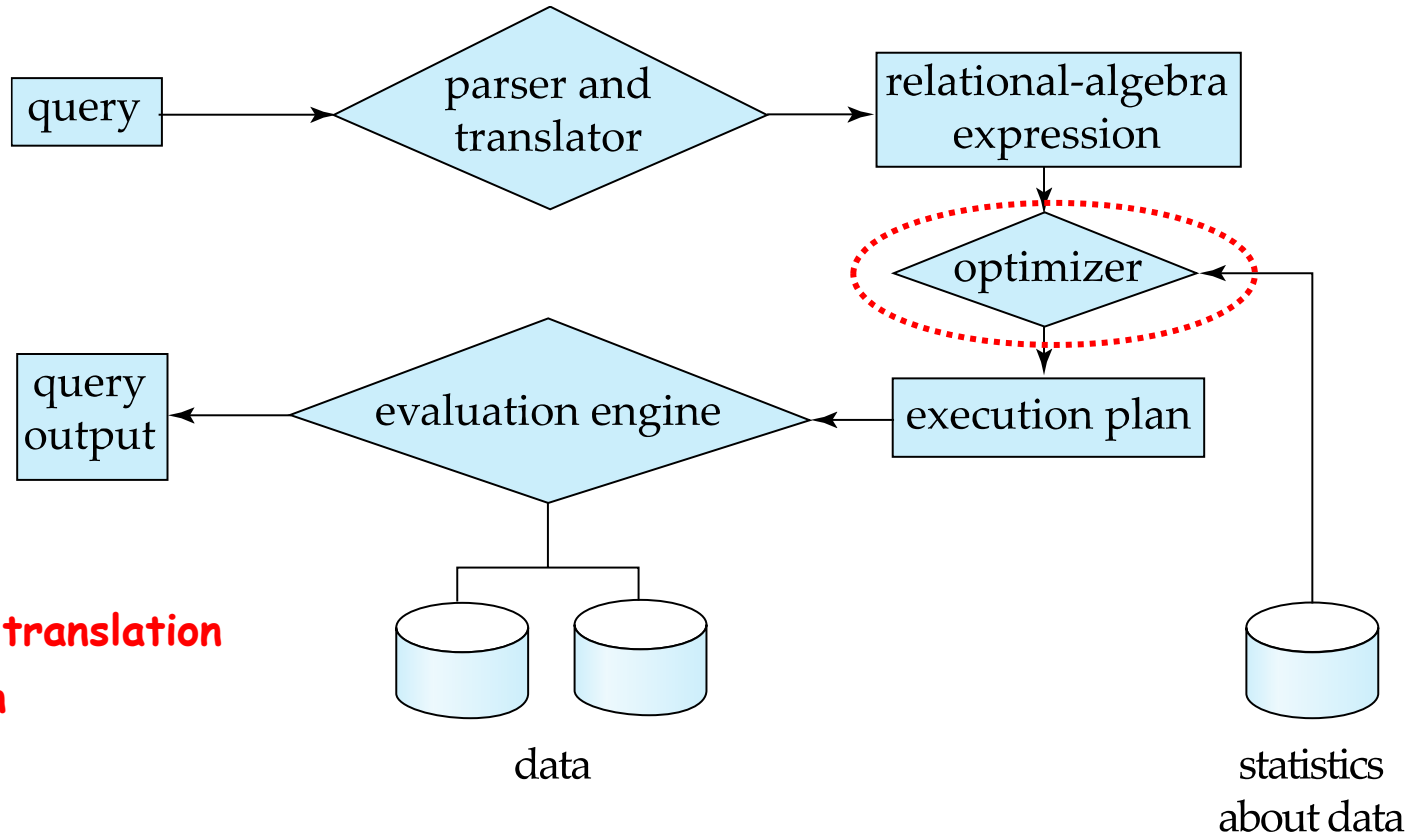 query
parser and
translator
relational-algebra
expression
optimizer
execution plan
evaluation engine
query
output
translation
data
statistics
about data